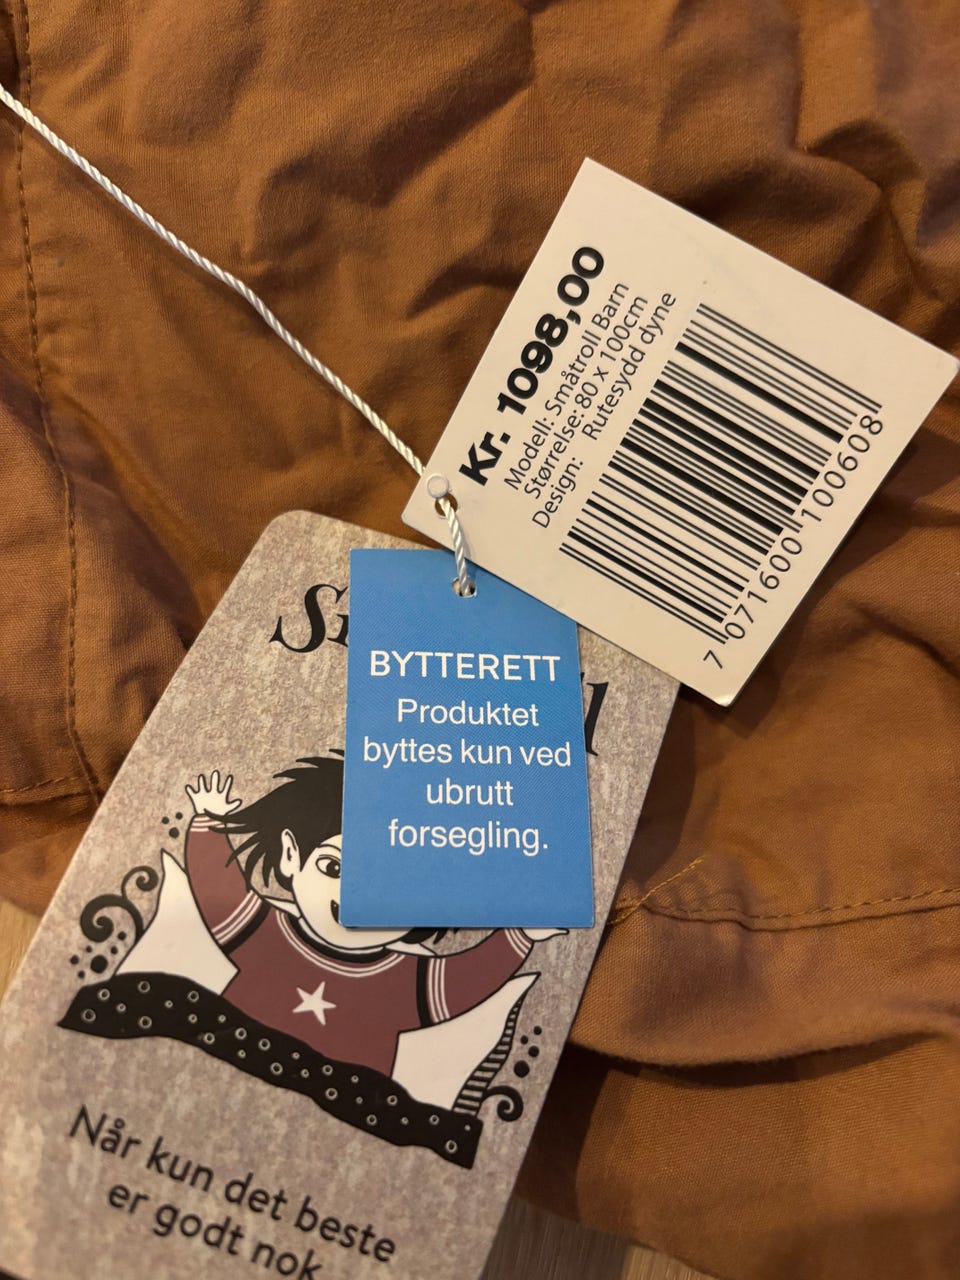 Kr. 1098,00
Modell: Småtroll Barn
Størrelse: 80 x 100cm
Design: Rutesydd dyne
7 071600 100608
BYTTERETT
Produktet
byttes kun ved
ubrutt
forsegling.
Når kun det beste
er godt nok